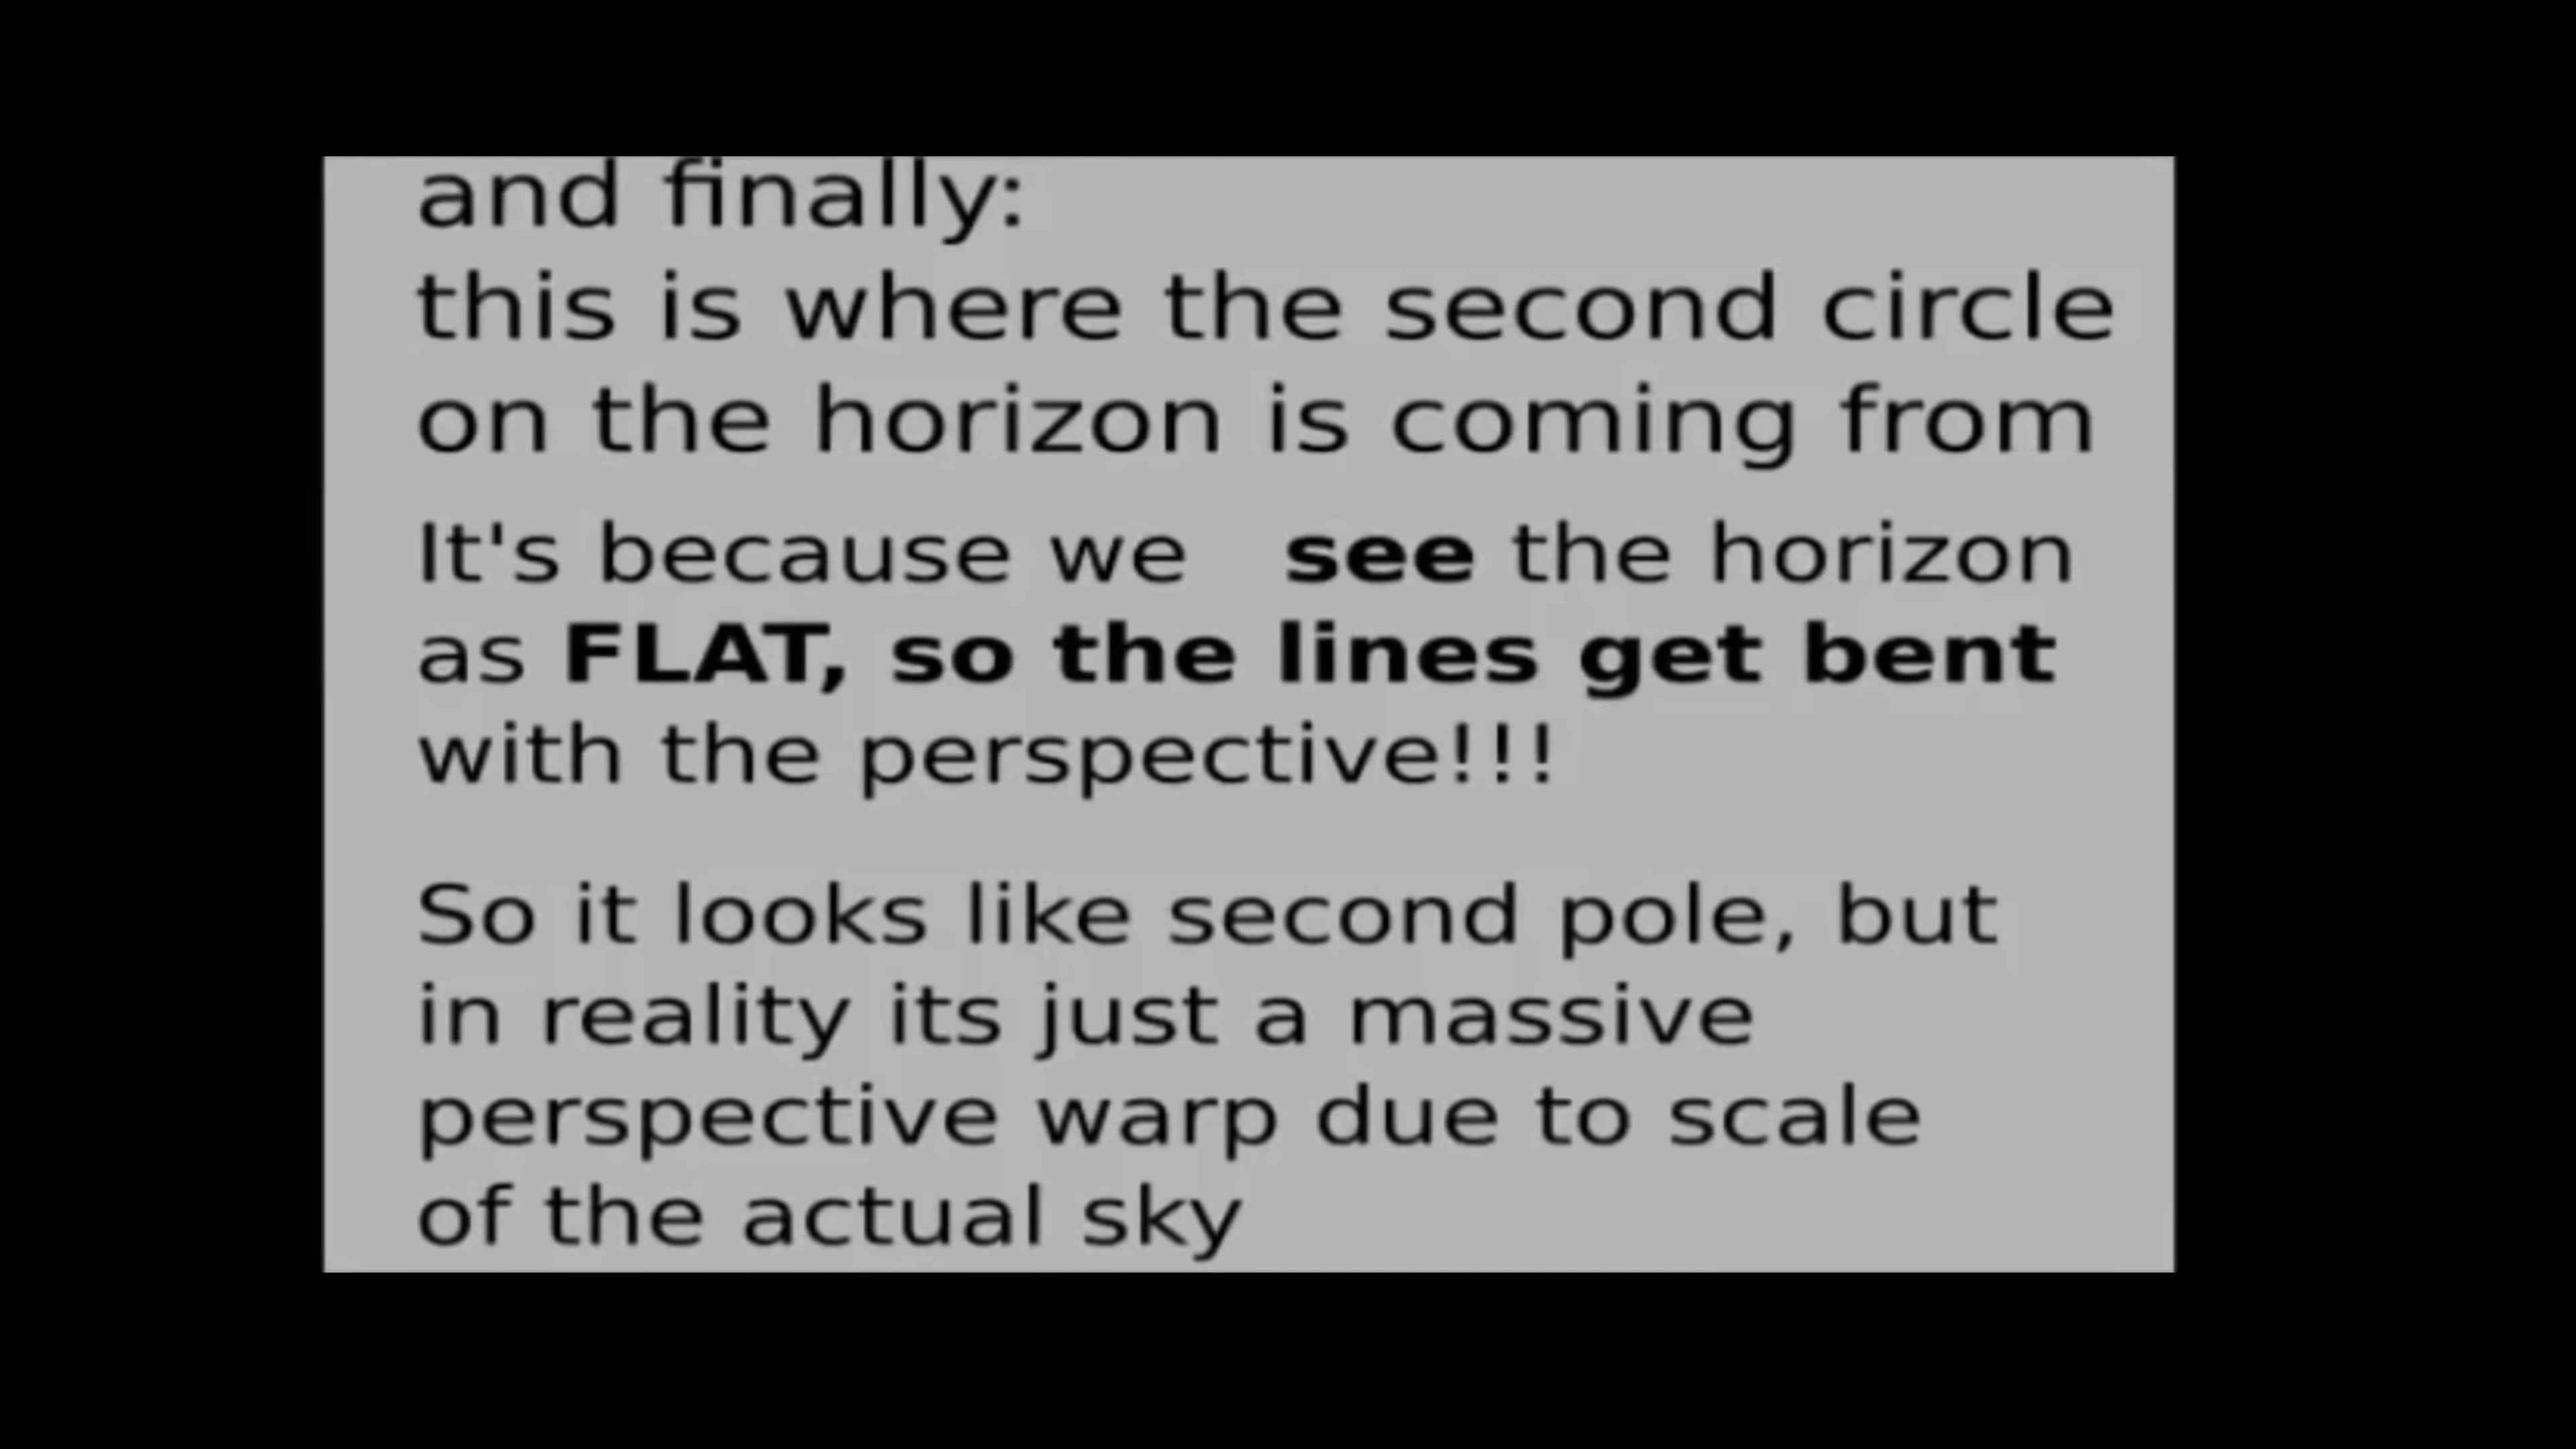 and finally:
this is where the second circle
on the horizon is coming from
It's because we see the horizon
as FLAT, so the lines get bent
with the perspective!!!
So it looks like second pole, but
in reality its just a massive
perspective warp due to scale
of the actual sky